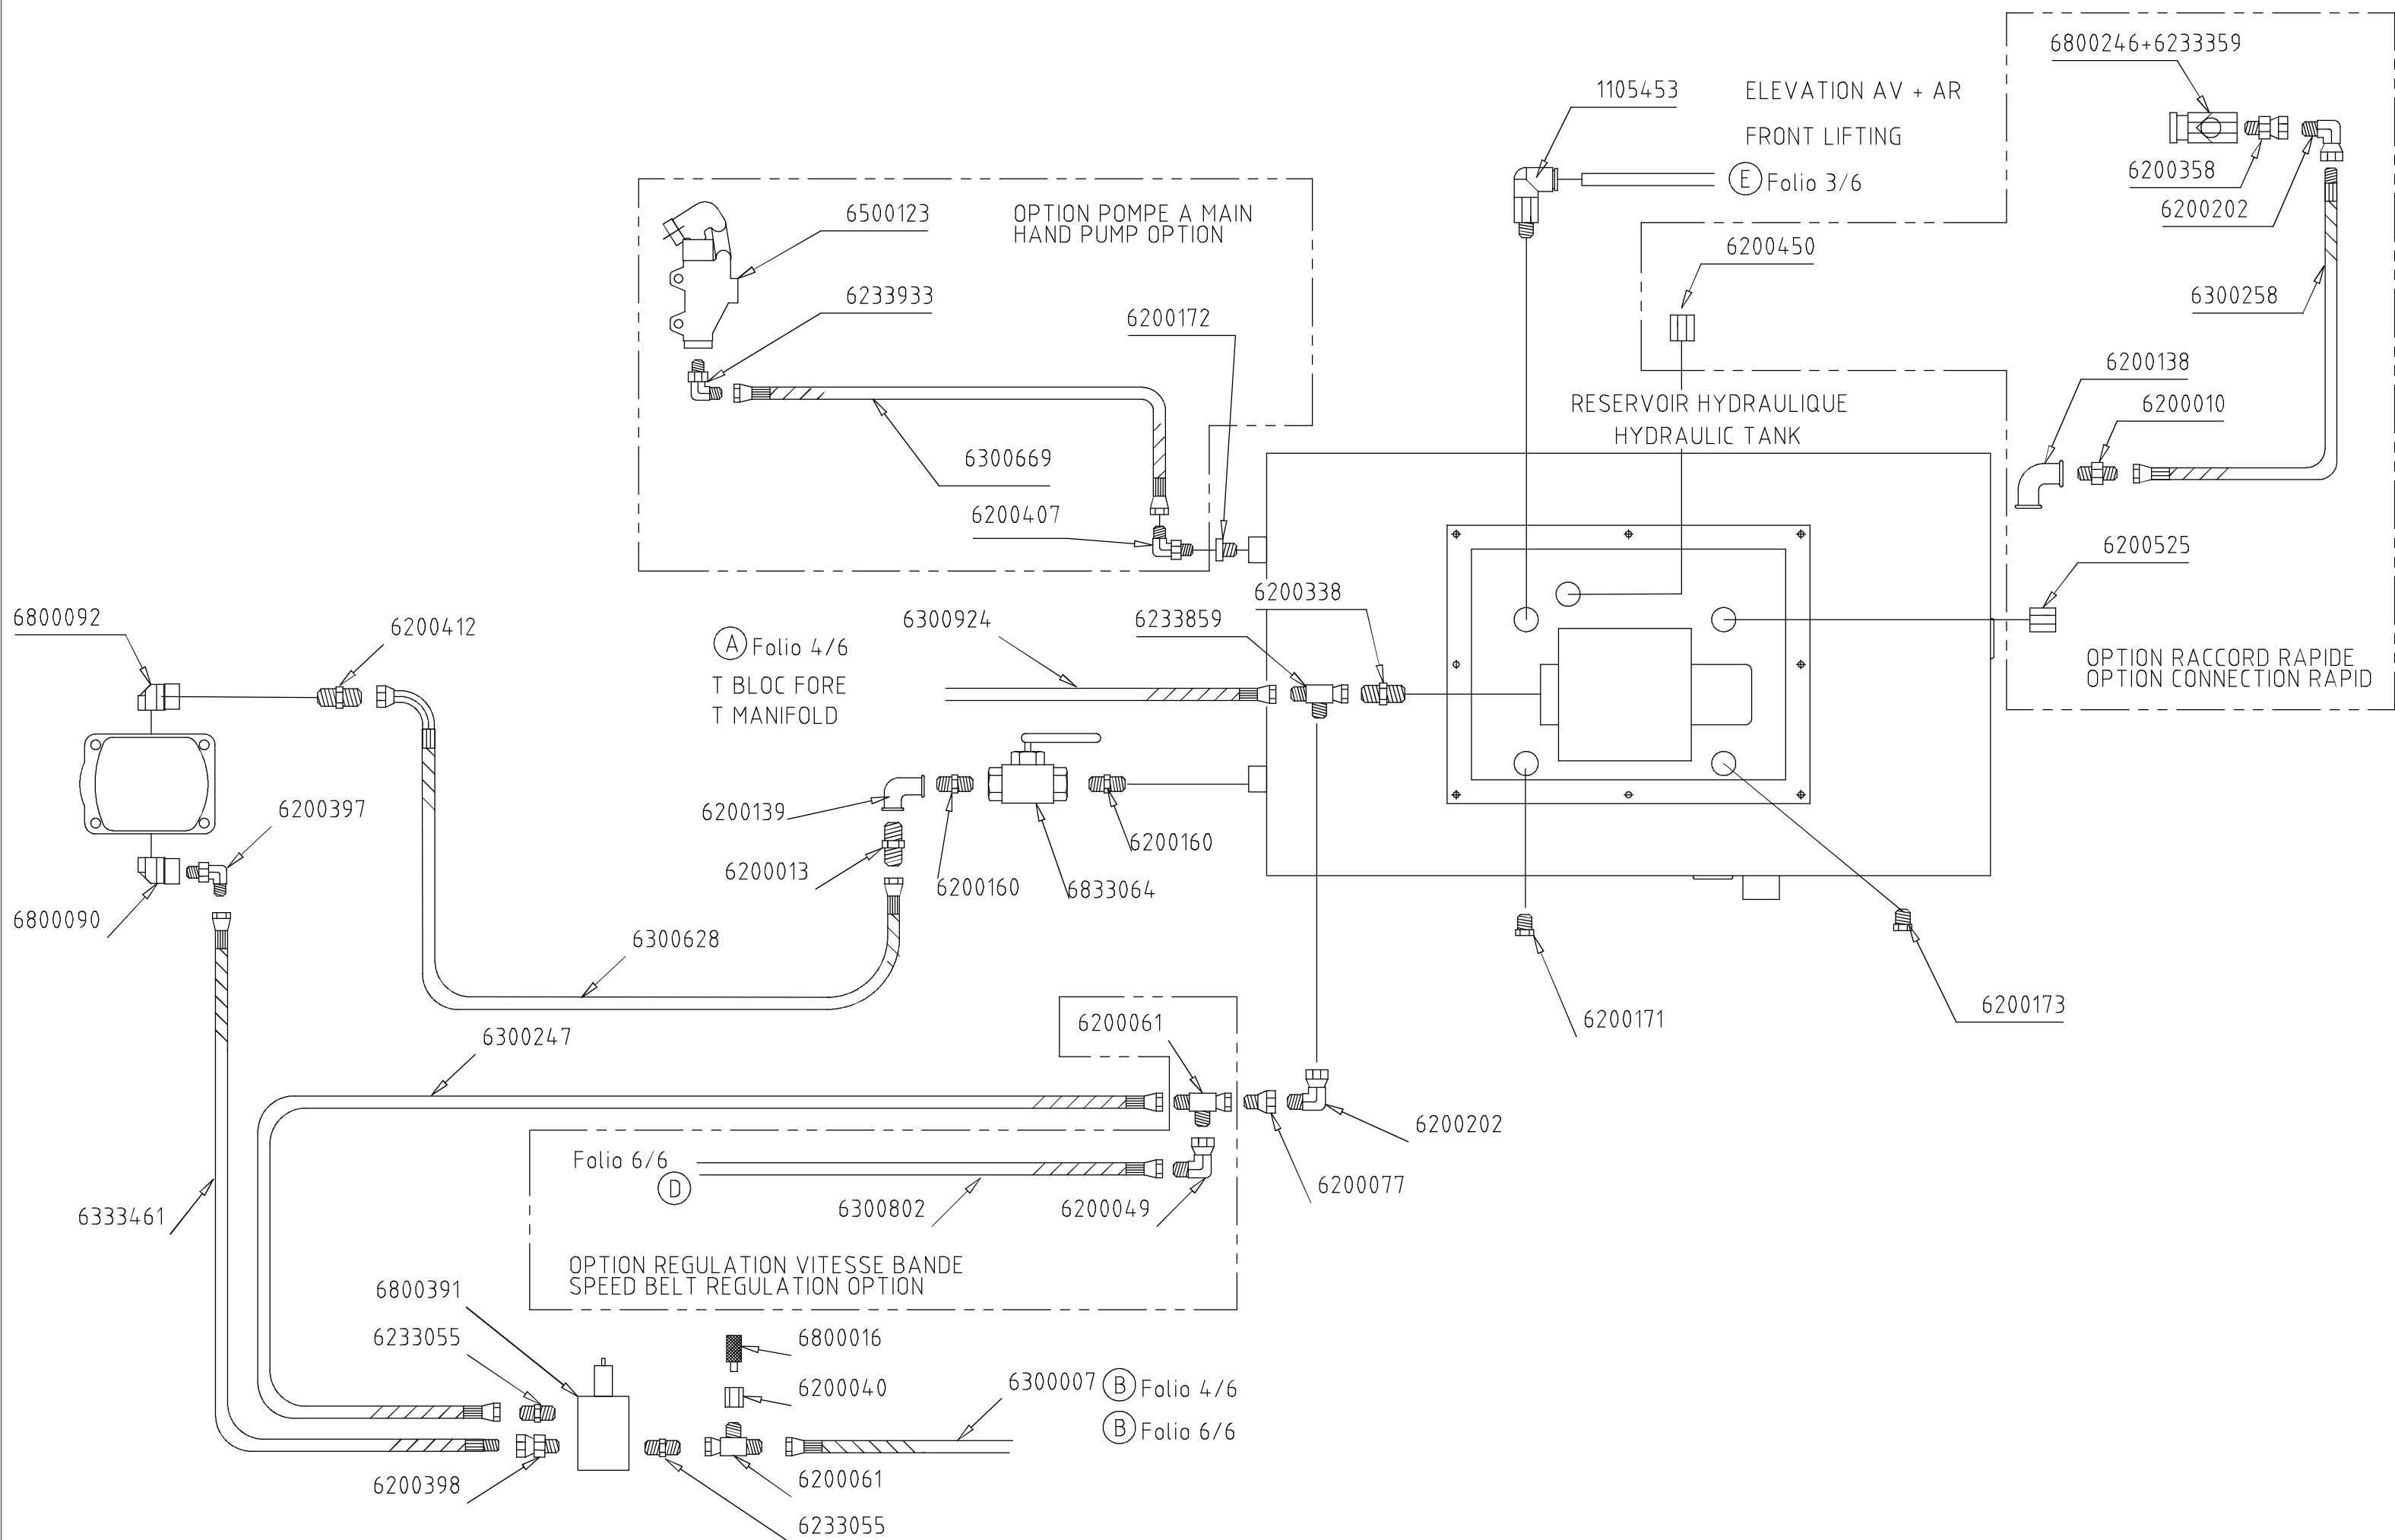 6800246+6233359
1105453
ELEVATION AV + AR
FRONT LIFTING
E Folio 3/6
6200358
6200202
6500123
OPTION POMPE A MAIN
HAND PUMP OPTION
6200450
6233933
6200172
6300258
6200138
6200010
RESERVOIR HYDRAULIQUE
HYDRAULIC TANK
6300669
6200407
6200525
6800092
6200412
A Folio 4/6
T BLOC FORE
T MANIFOLD
6300924
6233859
6200338
OPTION RACCORD RAPIDE
OPTION CONNECTION RAPID
6200397
6200139
6200160
6200013
6200160
6833064
6800090
6300628
6200173
6200171
6300247
6200061
6200202
Folio 6/6
D
6200077
6333461
6300802
6200049
OPTION REGULATION VITESSE BANDE
SPEED BELT REGULATION OPTION
6800391
6233055
6800016
6200040
6300007
B Folio 4/6
B Folio 6/6
6200398
6200061
6233055